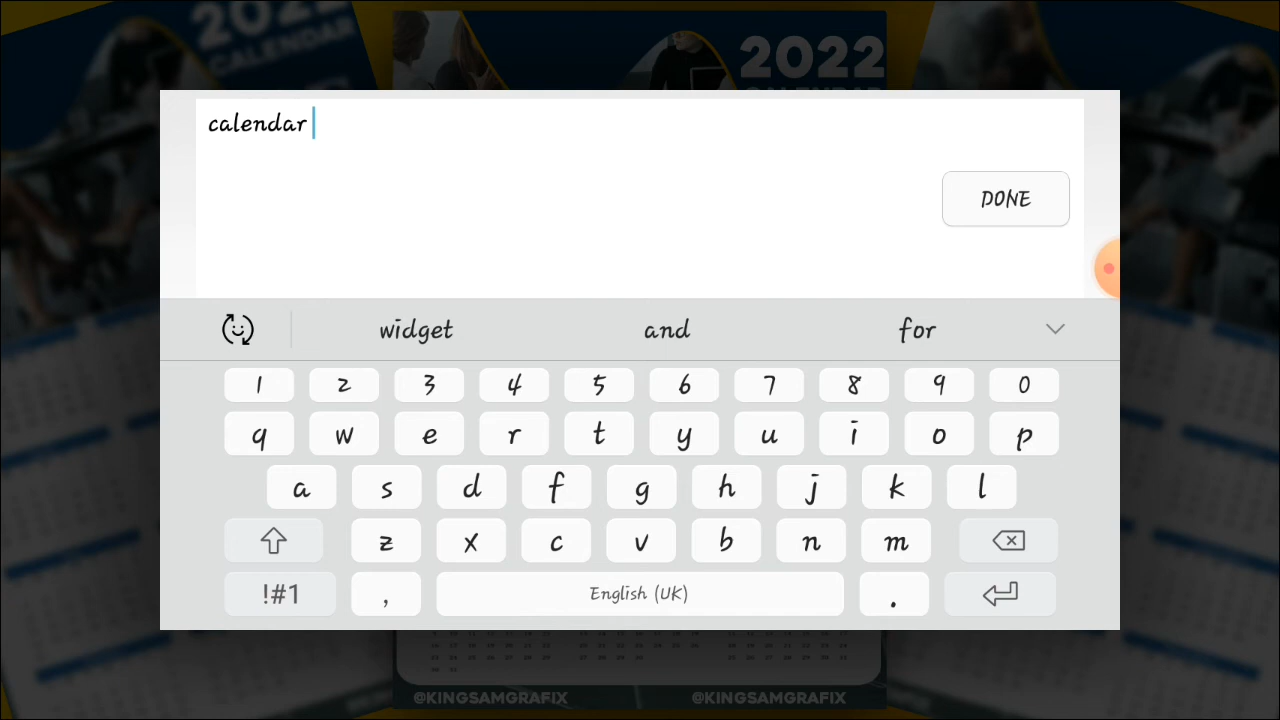 2022
CALENDAR
2022
CALENDAR
calendar
DONE
widget and for
1 2 3 4 5 6 7 8 9 0
q w e r t y u i o p
a s d f g h j k l
z x c v b n m
!#1 , English (UK) .
@KINGSAMGRAFIX @KINGSAMGRAFIX